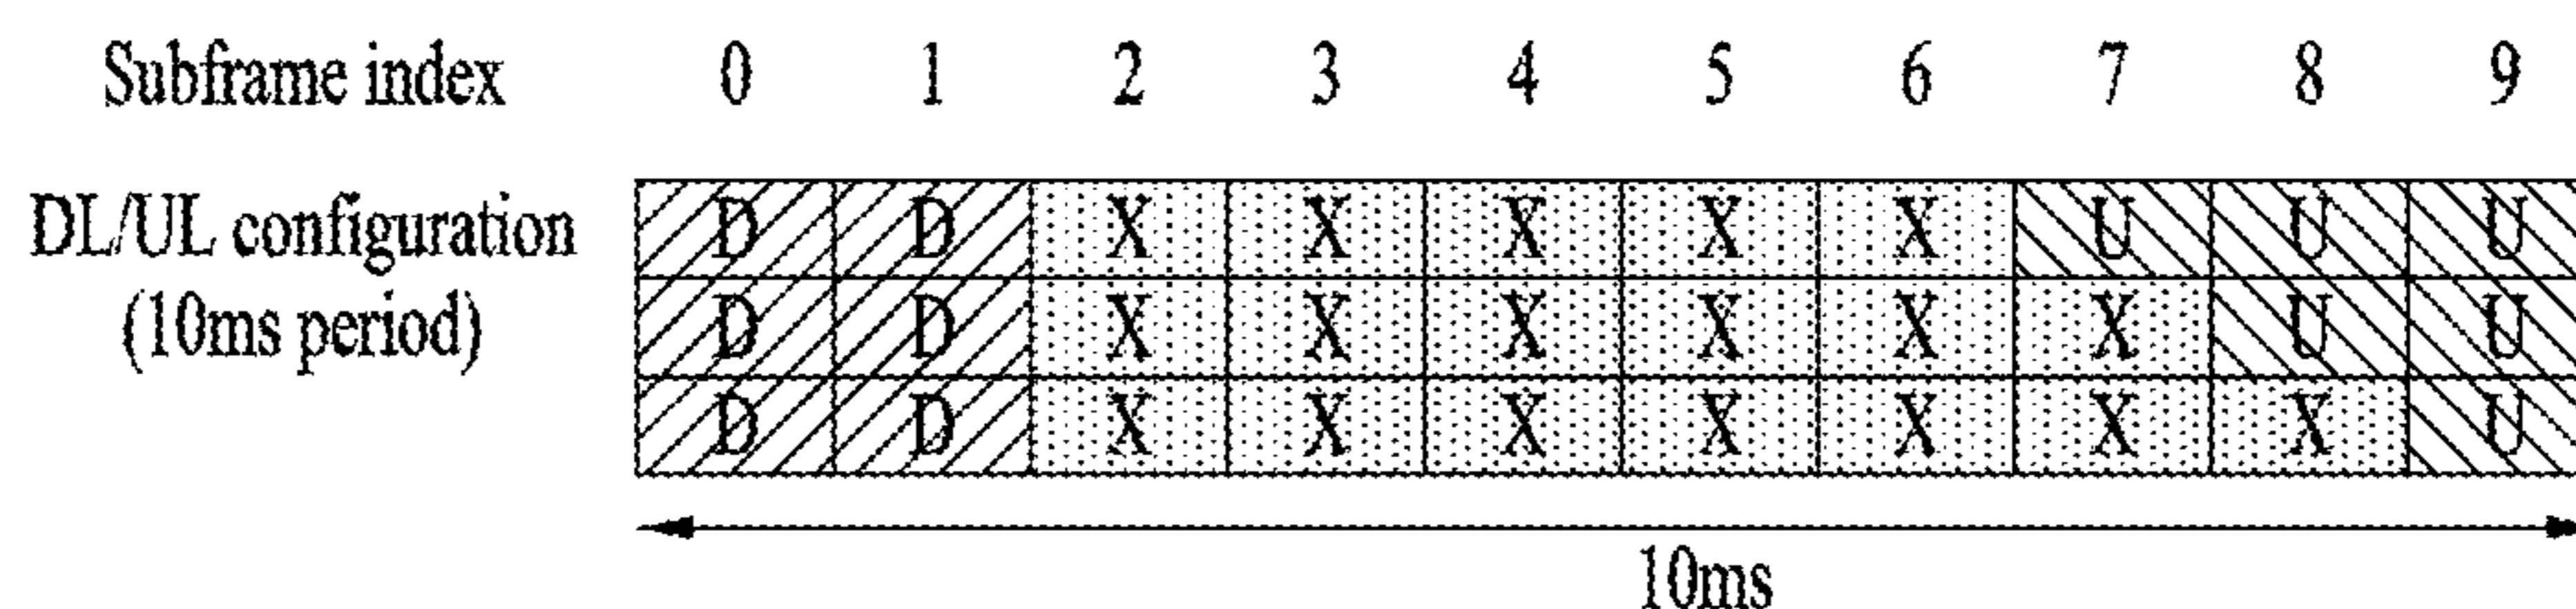 Subframe index 0 1 2 3 4 5 6 7 8 9
DL/UL configuration D D X X X X X U U U
(10ms period) D D X X X X X X U U
D D X X X X X X X U
10ms